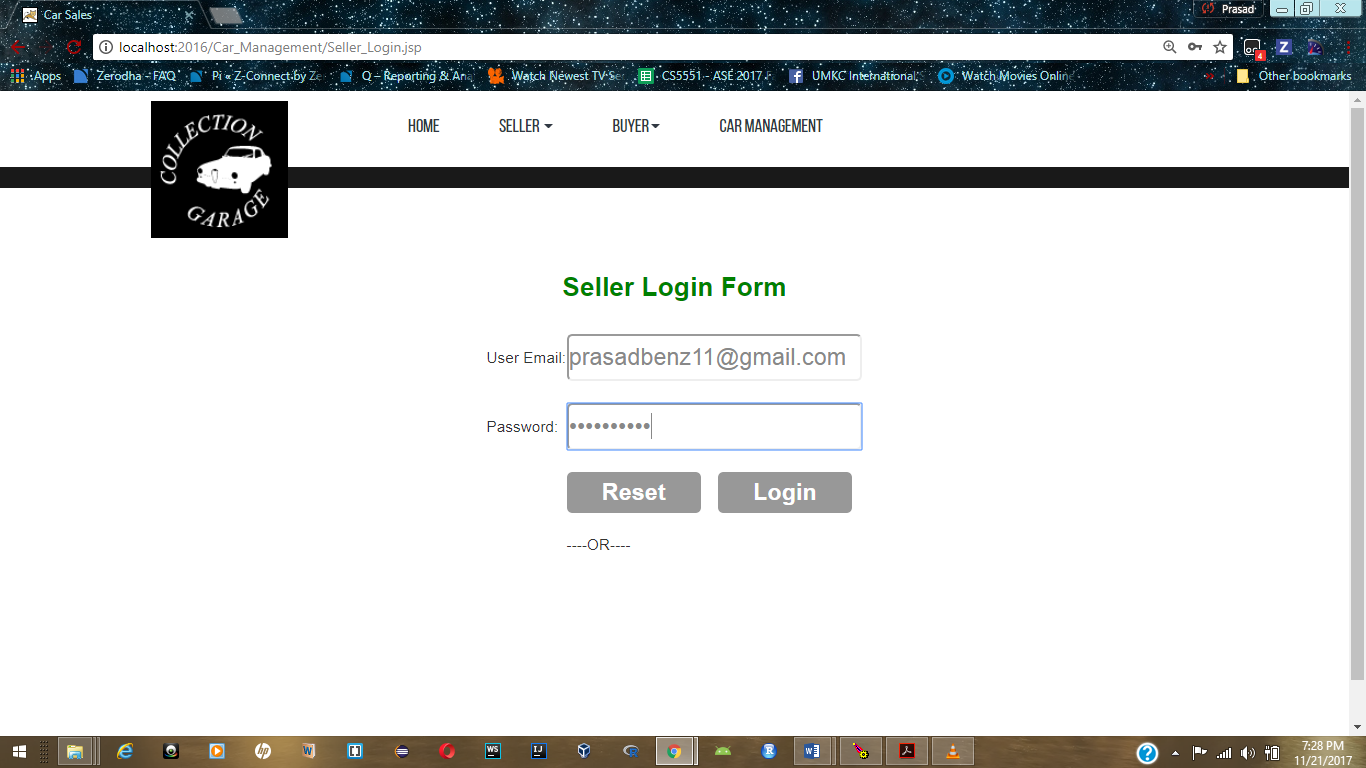 Car Sales
Prasad
localhost:2016/Car_Management/Seller_Login.jsp
4
Apps Zerodha - FAQ Pi « Z-Connect by Ze Q – Reporting & An Watch Newest TV Se CS5551 - ASE 2017 F UMKC International Watch Movies Online Other bookmarks
COLLECTION
GARAGE
HOME SELLER BUYER CAR MANAGEMENT
Seller Login Form
User Email: prasadbenz11@gmail.com
Password: ••••••••••
Reset Login
----OR----
7:28 PM
11/21/2017